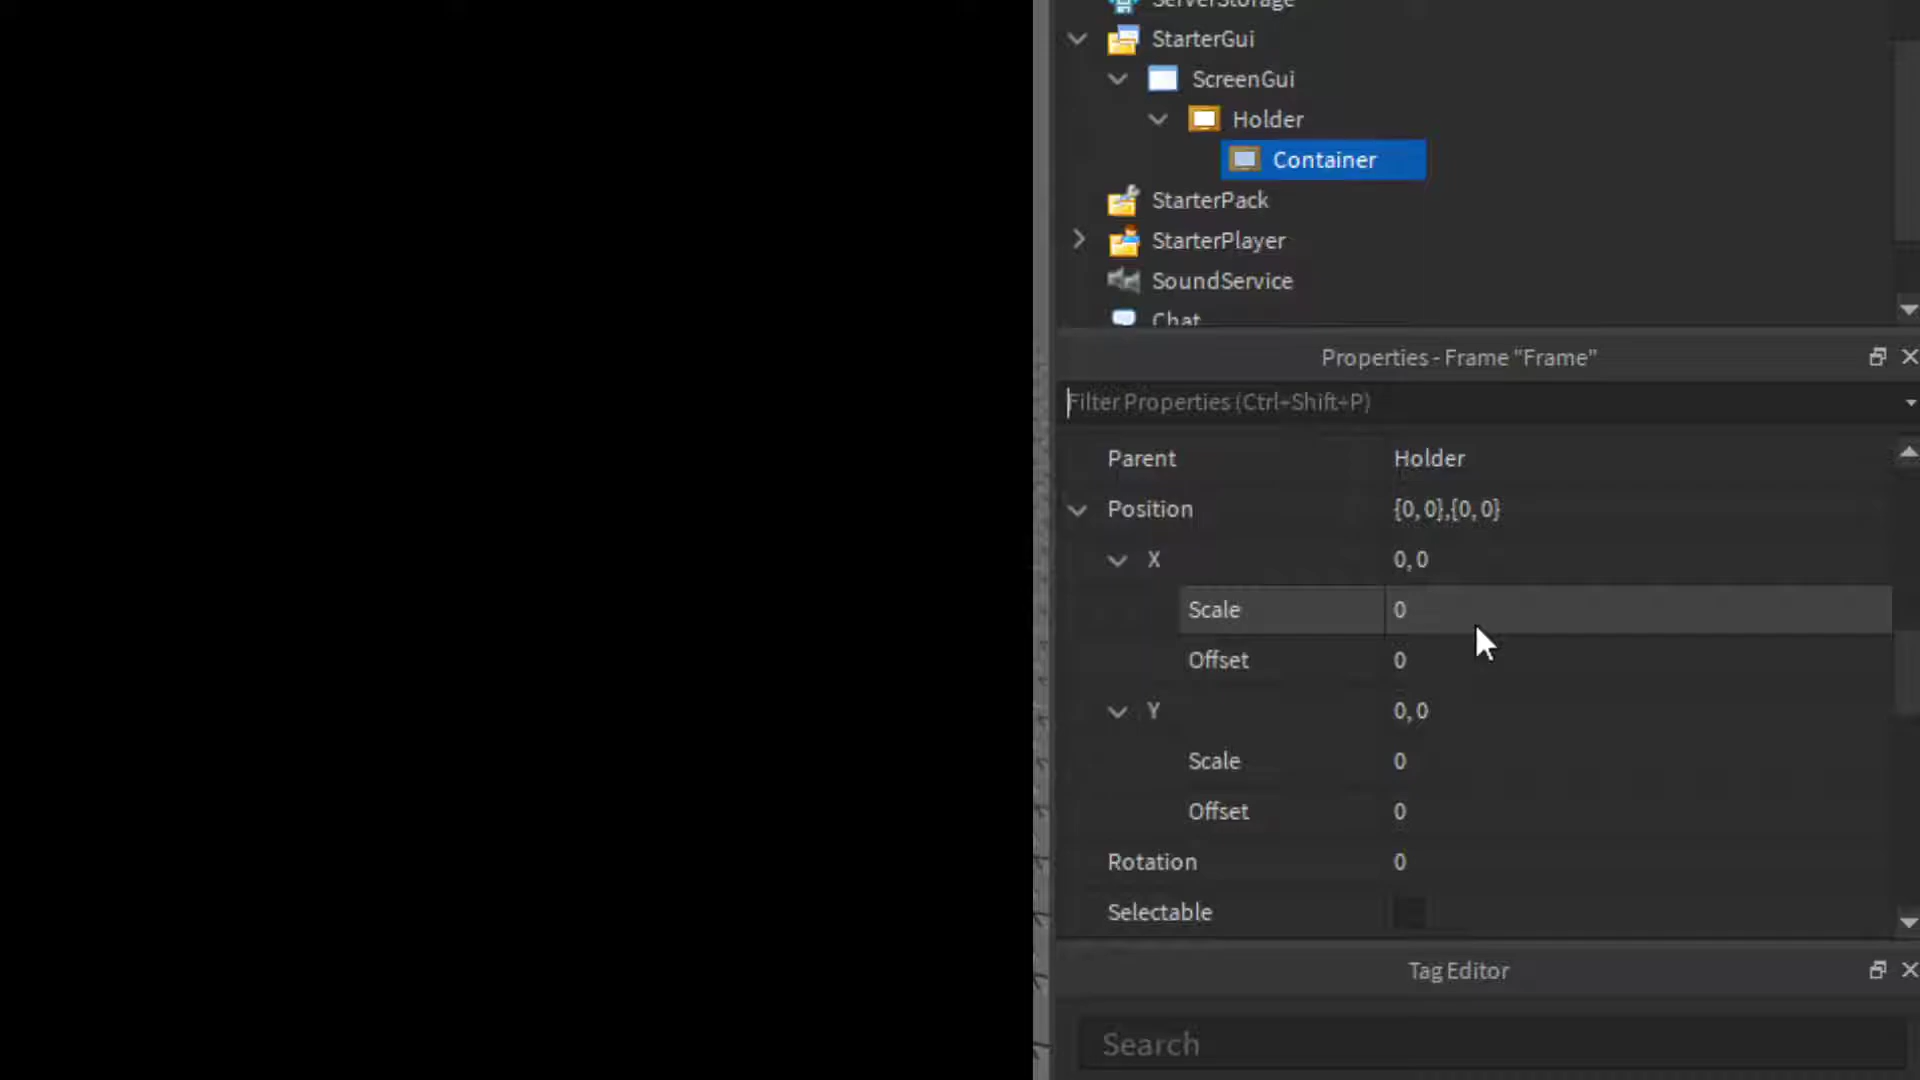 ServerStorage
StarterGui
ScreenGui
Holder
Container
StarterPack
StarterPlayer
SoundService
Chat
Properties - Frame "Frame"
Filter Properties (Ctrl+Shift+P)
Parent Holder
Position {0, 0},{0, 0}
X 0, 0
Scale 0
Offset 0
Y 0, 0
Scale 0
Offset 0
Rotation 0
Selectable
Tag Editor
Search